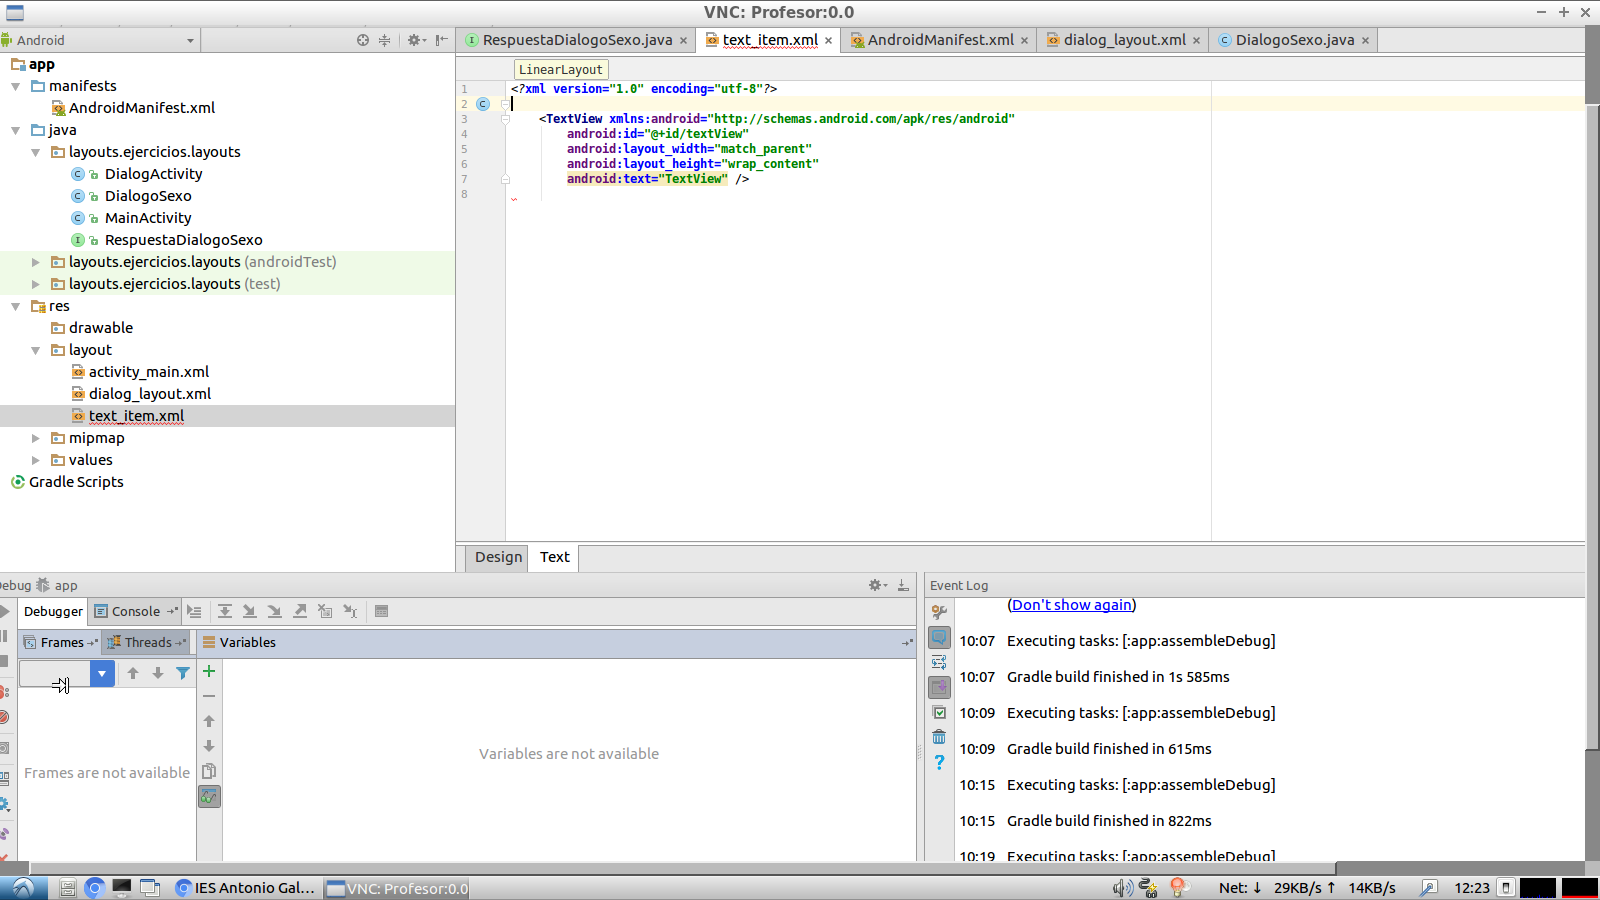 VNC: Profesor:0.0
Android
RespuestaDialogoSexo.java
text_item.xml
AndroidManifest.xml
dialog_layout.xml
DialogoSexo.java
app
manifests
AndroidManifest.xml
java
layouts.ejercicios.layouts
DialogActivity
DialogoSexo
MainActivity
RespuestaDialogoSexo
layouts.ejercicios.layouts (androidTest)
layouts.ejercicios.layouts (test)
res
drawable
layout
activity_main.xml
dialog_layout.xml
text_item.xml
mipmap
values
Gradle Scripts
LinearLayout
1 <?xml version="1.0" encoding="utf-8"?>
2
3 <TextView xmlns:android="http://schemas.android.com/apk/res/android"
4 android:id="@+id/textView"
5 android:layout_width="match_parent"
6 android:layout_height="wrap_content"
7 android:text="TextView" />
8
Design Text
ebug app
Debugger Console
Frames Threads
Variables
Frames are not available
Variables are not available
Event Log
(Don't show again)
10:07 Executing tasks: [:app:assembleDebug]
10:07 Gradle build finished in 1s 585ms
10:09 Executing tasks: [:app:assembleDebug]
10:09 Gradle build finished in 615ms
10:15 Executing tasks: [:app:assembleDebug]
10:15 Gradle build finished in 822ms
10:19 Executing tasks: [:app:assembleDebug]
IES Antonio Gal...
VNC: Profesor:0.0
Net: ↓ 29KB/s ↑ 14KB/s
12:23